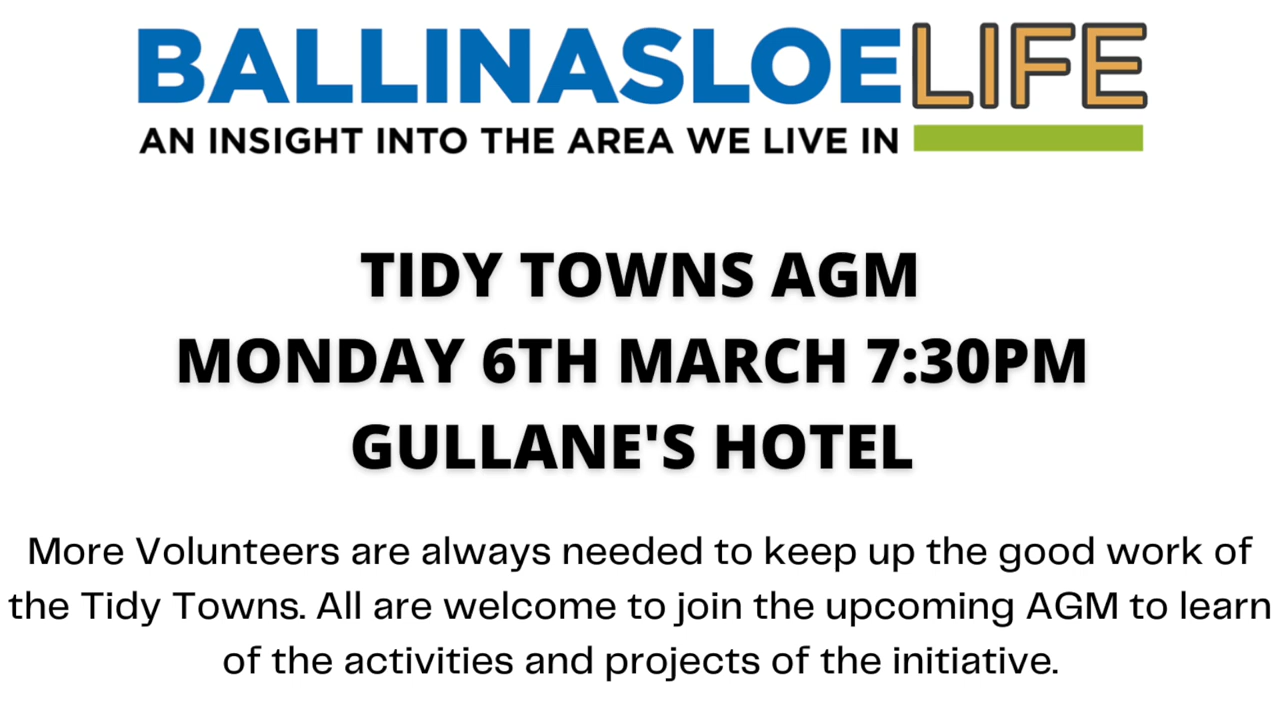 BALLINASLOELIFE
AN INSIGHT INTO THE AREA WE LIVE IN
TIDY TOWNS AGM
MONDAY 6TH MARCH 7:30PM
GULLANE'S HOTEL
More Volunteers are always needed to keep up the good work of
the Tidy Towns. All are welcome to join the upcoming AGM to learn
of the activities and projects of the initiative.